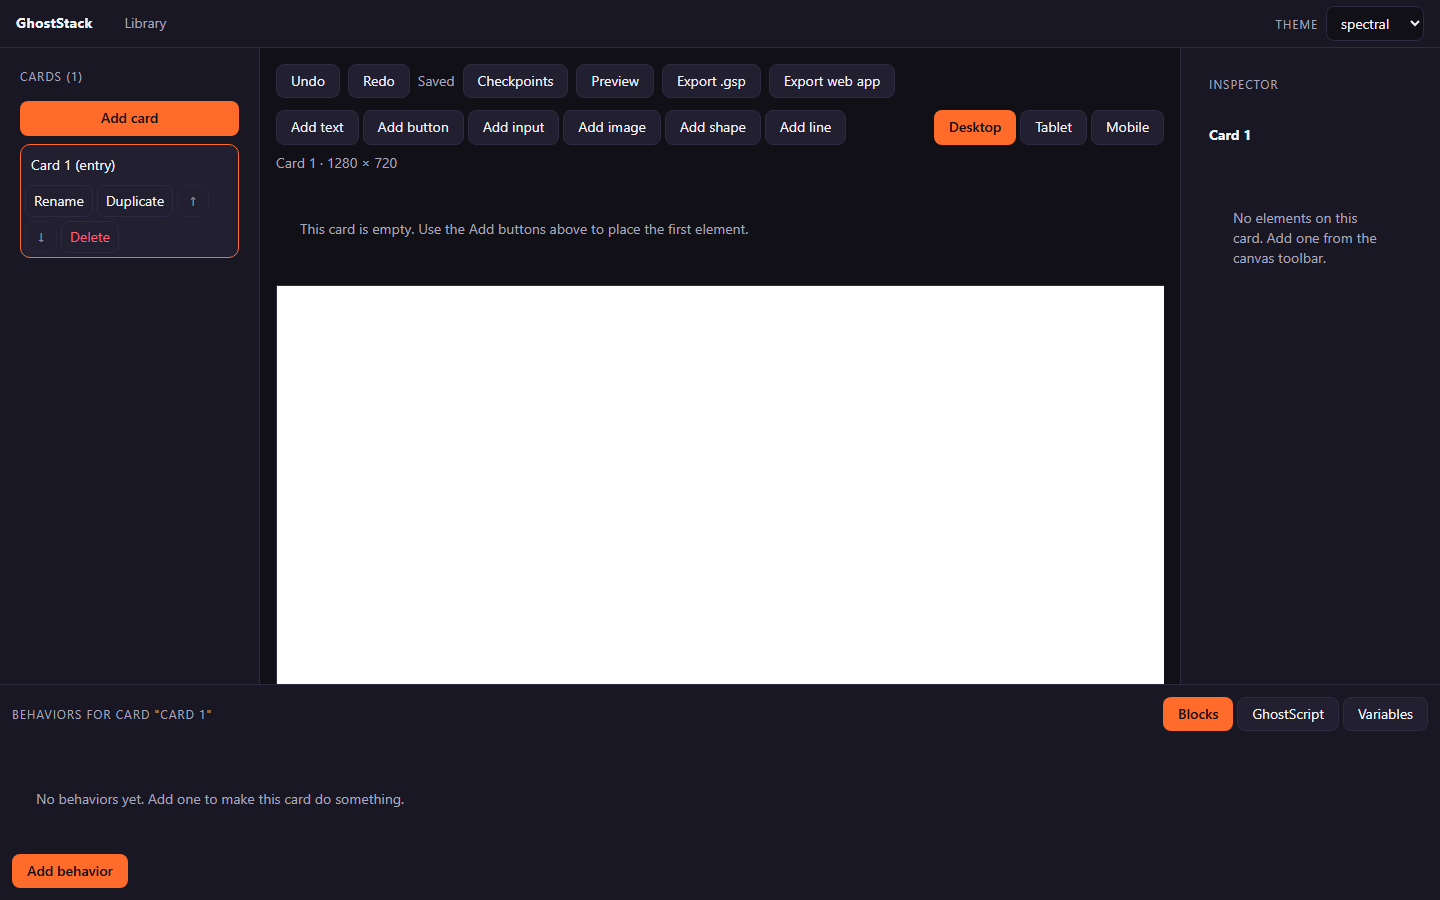 GhostStack Library THEME spectral
CARDS (1)
Add card
Card 1 (entry)
Rename Duplicate ↑
↓ Delete
Undo Redo Saved Checkpoints Preview Export .gsp Export web app
Add text Add button Add input Add image Add shape Add line Desktop Tablet Mobile
Card 1 · 1280 × 720
This card is empty. Use the Add buttons above to place the first element.
INSPECTOR
Card 1
No elements on this
card. Add one from the
canvas toolbar.
BEHAVIORS FOR CARD "CARD 1" Blocks GhostScript Variables
No behaviors yet. Add one to make this card do something.
Add behavior